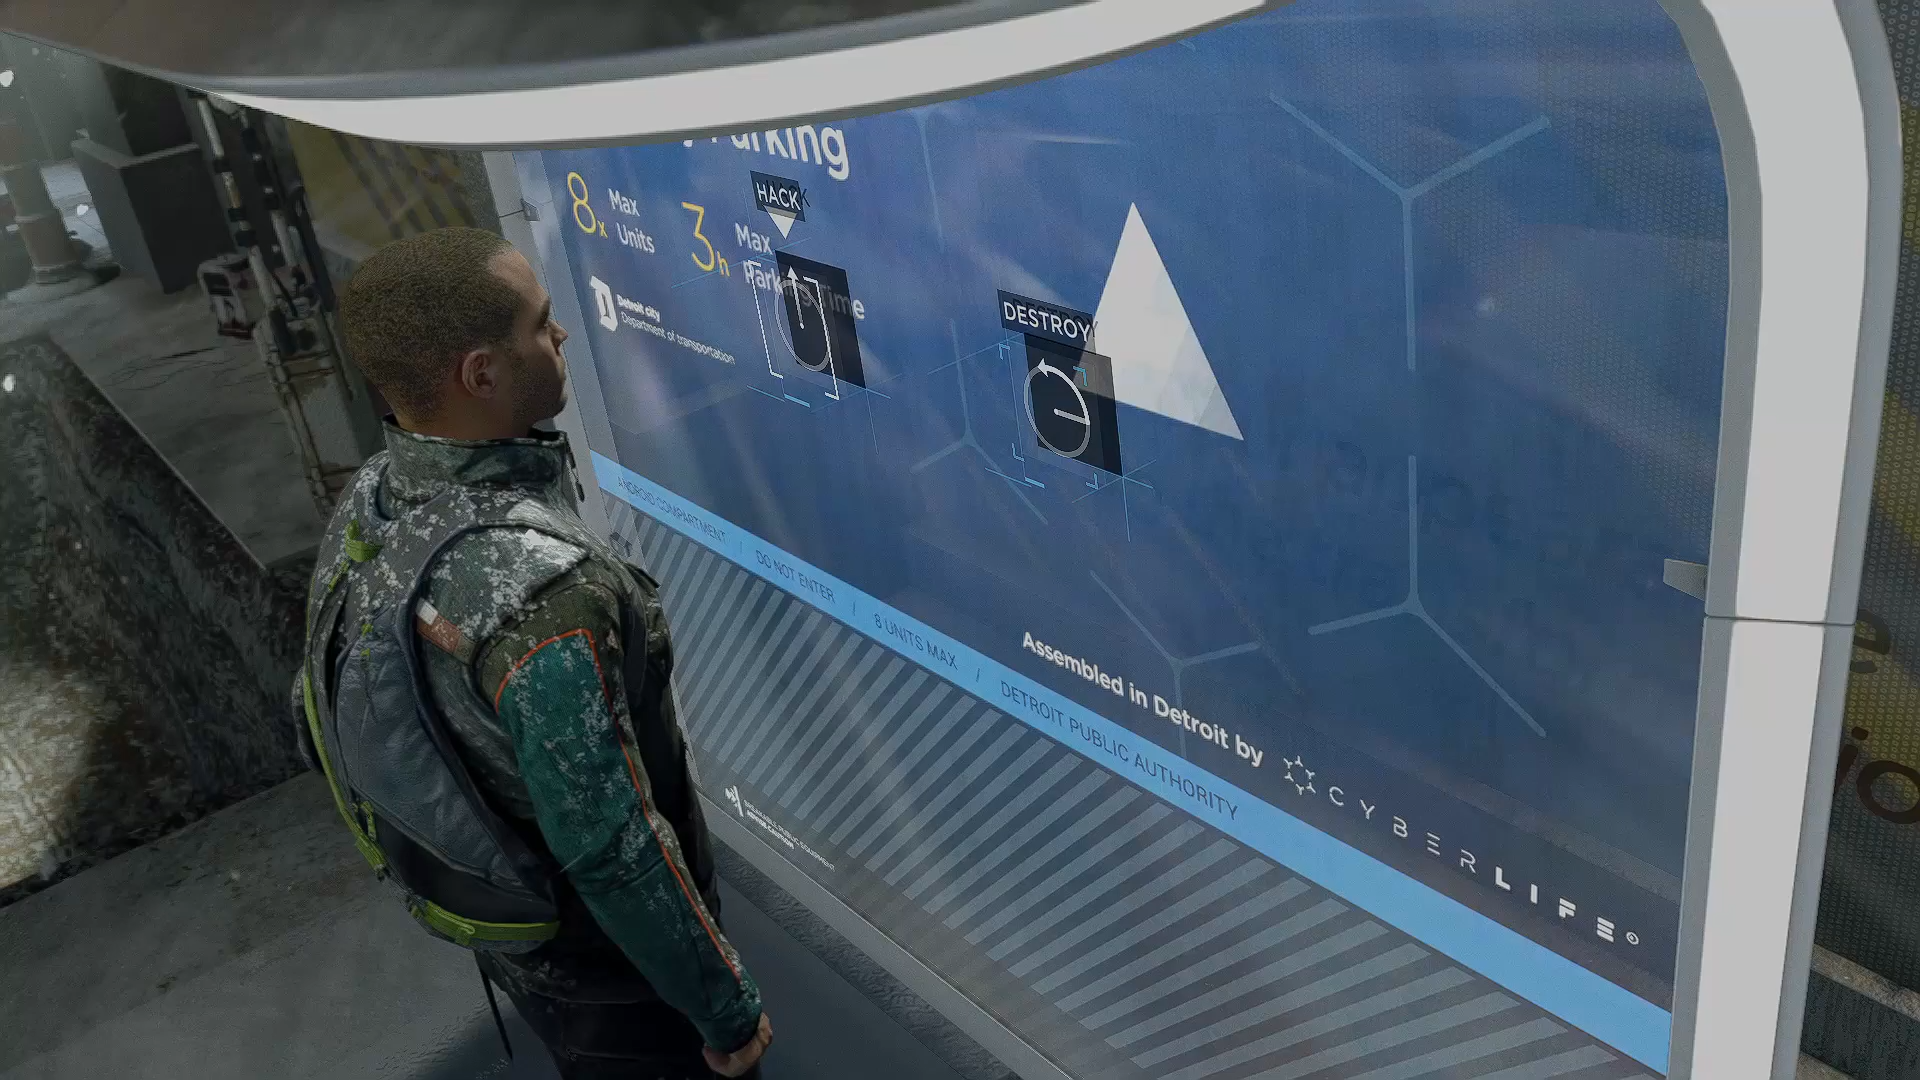 HACK
8x Max Units
3h Max Parking Time
Detroit city
Department of transportation
DESTROY
ANDROID COMPARTMENT | DO NOT ENTER | 8 UNITS MAX / DETROIT PUBLIC AUTHORITY
Assembled in Detroit by CYBERLIFE